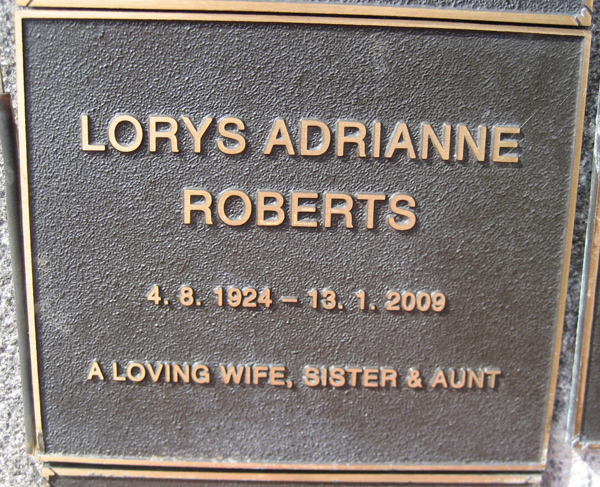 LORYS ADRIANNE
ROBERTS
4. 8. 1924 – 13. 1. 2009
A LOVING WIFE, SISTER & AUNT